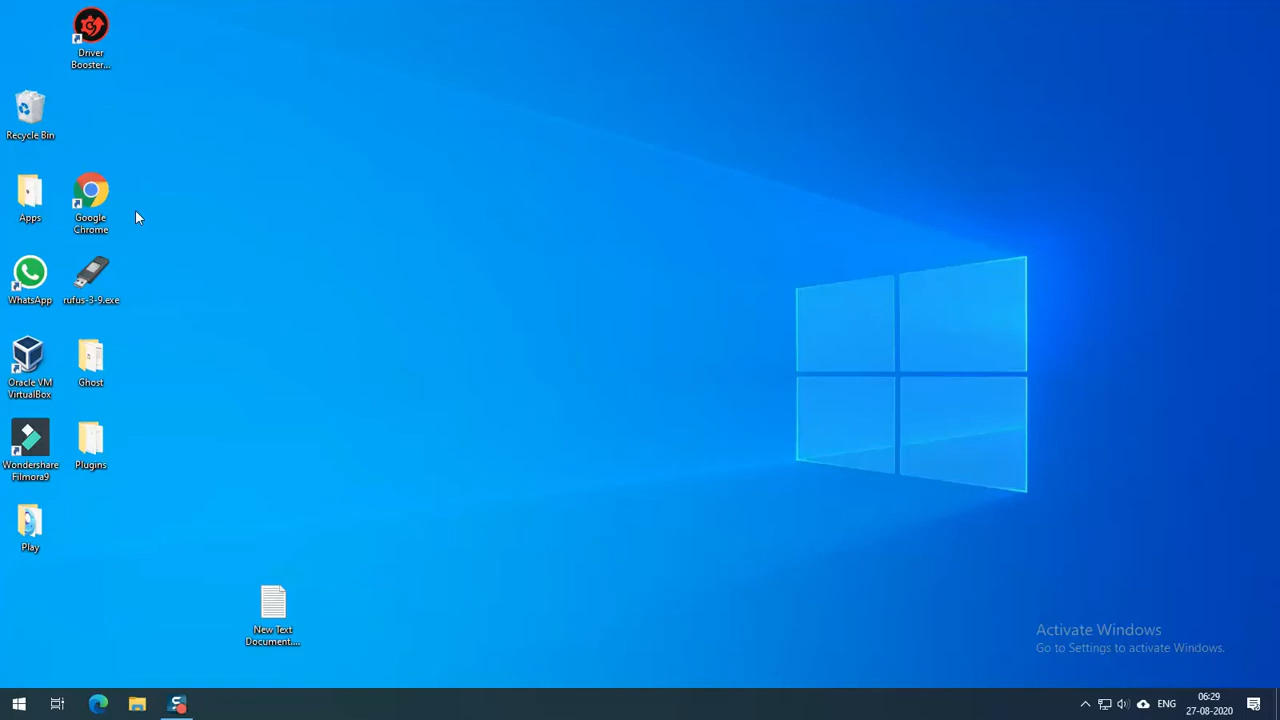 Driver
Booster...
Recycle Bin
Apps
Google
Chrome
WhatsApp
rufus-3-9.exe
Oracle VM
VirtualBox
Ghost
Wondershare
Filmora9
Plugins
Play
New Text
Document....
Activate Windows
Go to Settings to activate Windows.
ENG
06:29
27-08-2020